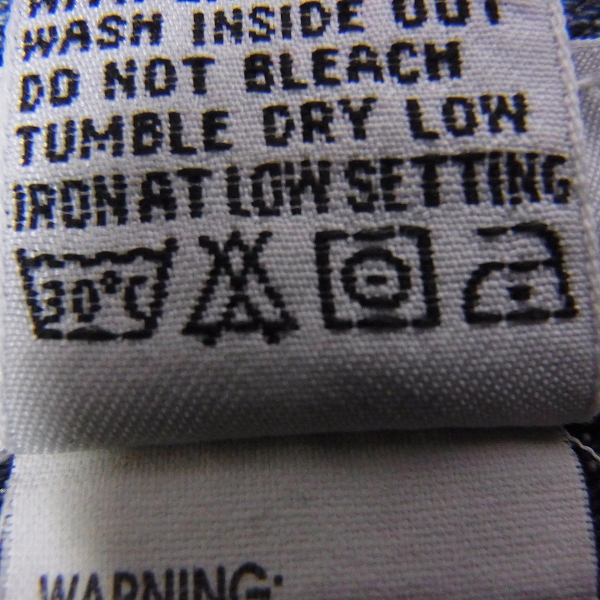 WASH INSIDE OUT
DO NOT BLEACH
TUMBLE DRY LOW
IRON AT LOW SETTING
30°C
WARNING: